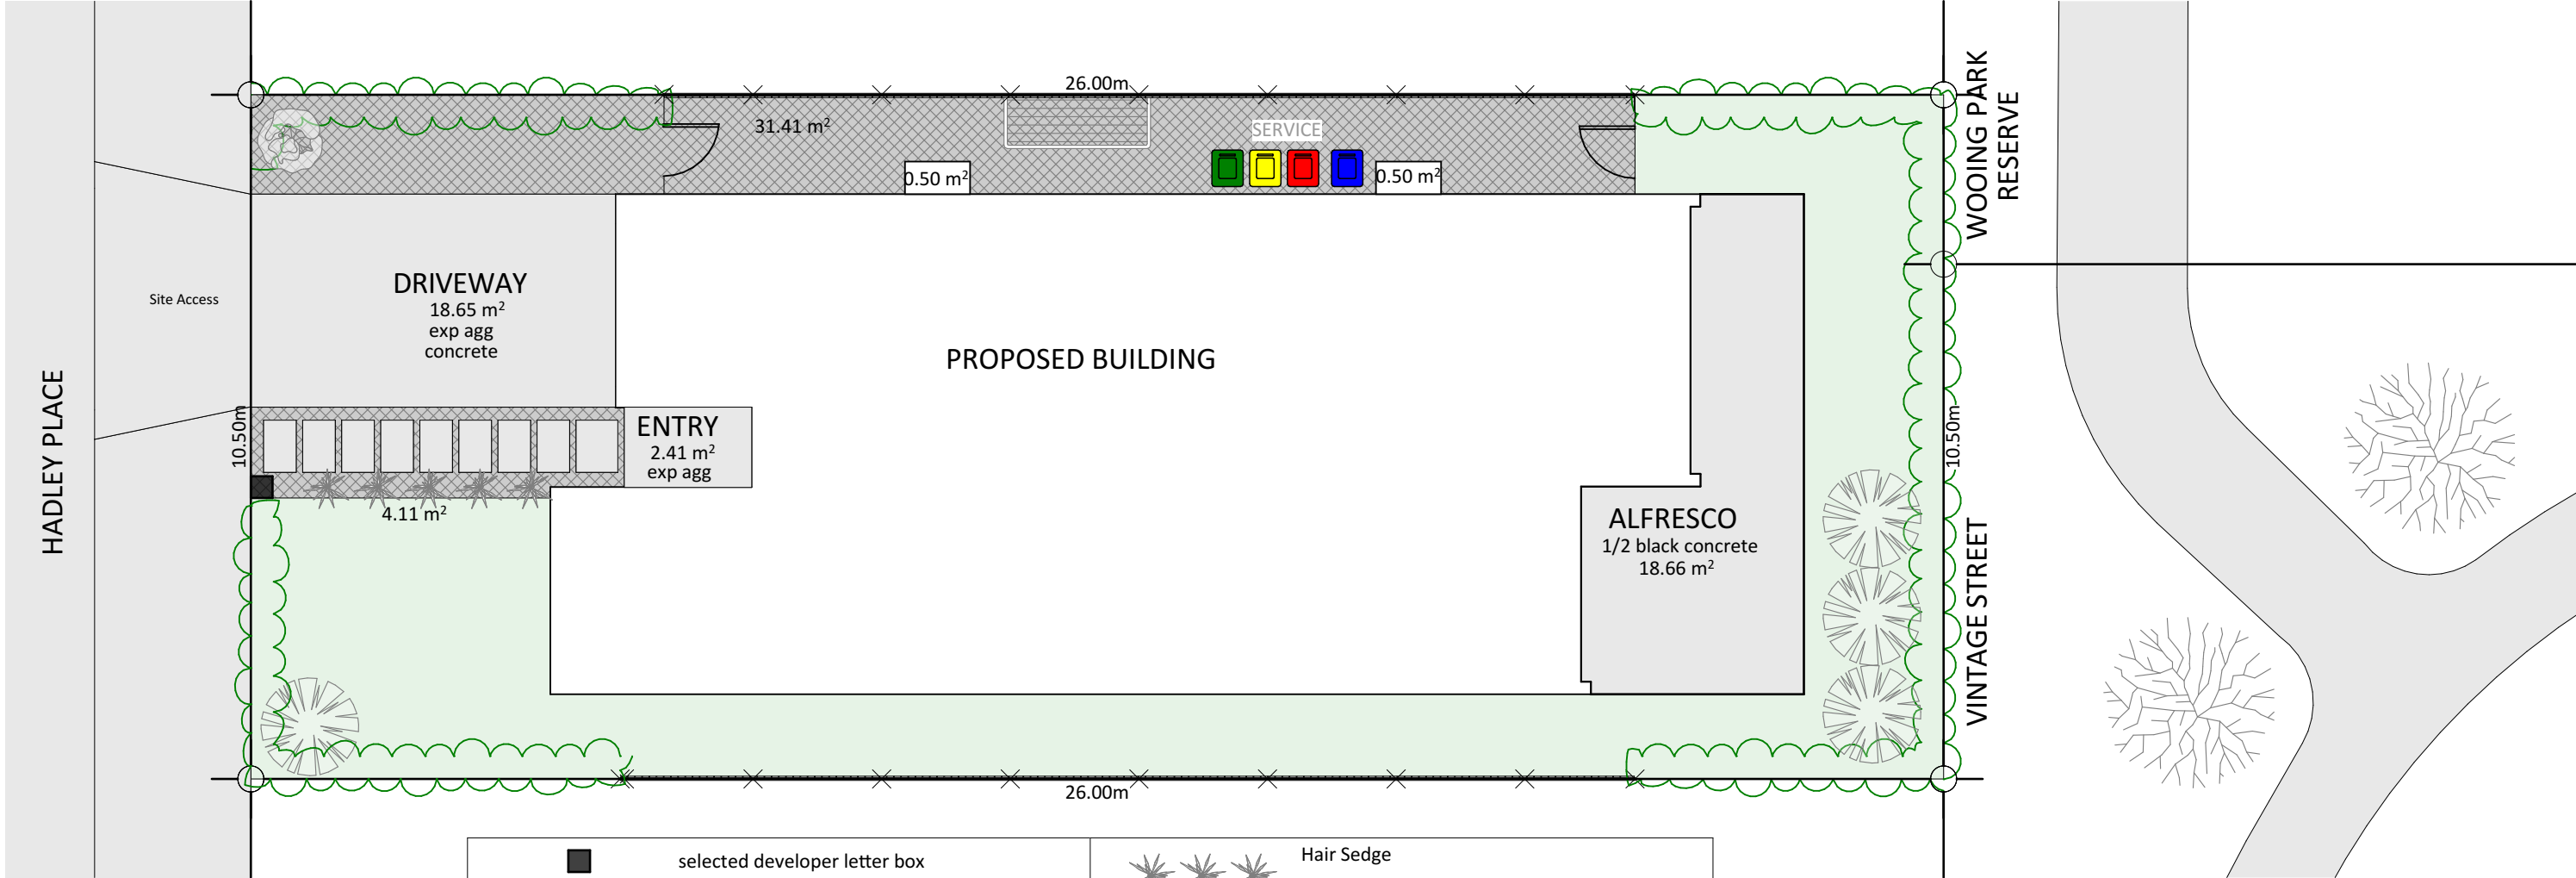 26.00m
31.41 m²
SERVICE
0.50 m²
0.50 m²
WOOING PARK
RESERVE
DRIVEWAY
18.65 m²
exp agg
concrete
Site Access
PROPOSED BUILDING
HADLEY PLACE
10.50m
ENTRY
2.41 m²
exp agg
4.11 m²
ALFRESCO
1/2 black concrete
18.66 m²
10.50m
VINTAGE STREET
26.00m
selected developer letter box
Hair Sedge